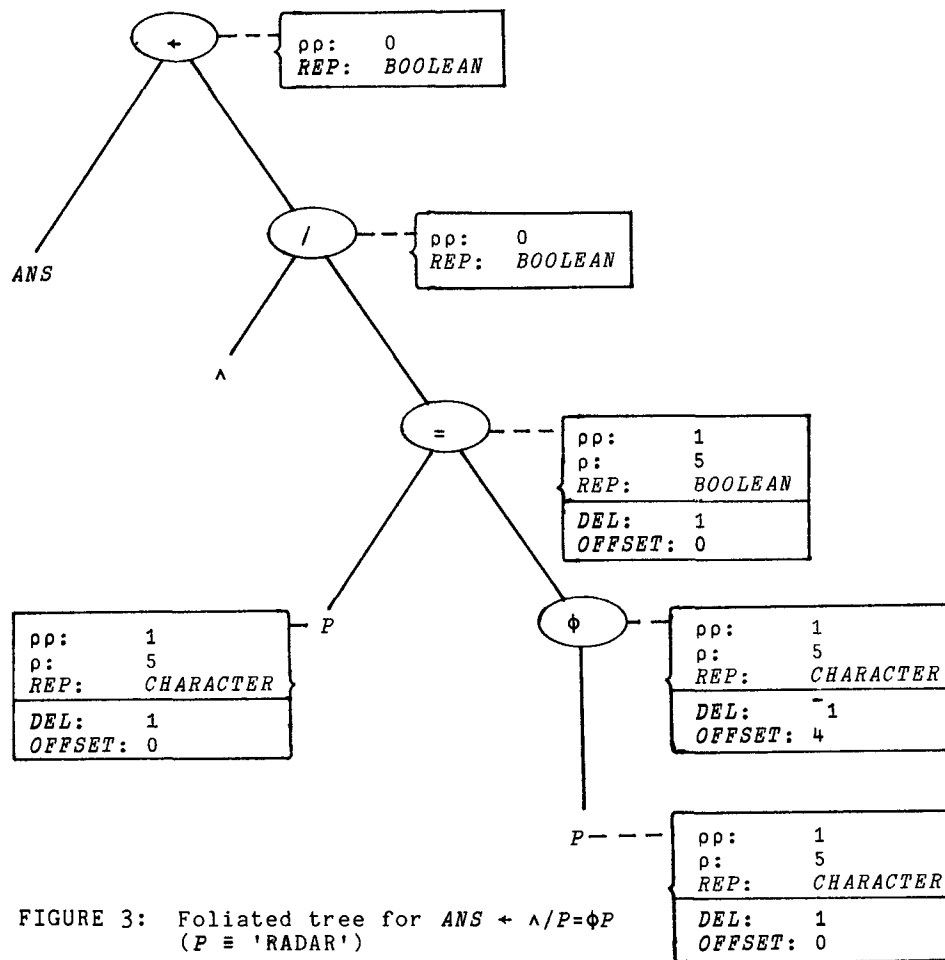 ←
ρρ: 0
REP: BOOLEAN
ANS
/
ρρ: 0
REP: BOOLEAN
∧
=
ρρ: 1
ρ: 5
REP: BOOLEAN
DEL: 1
OFFSET: 0
P
ρρ: 1
ρ: 5
REP: CHARACTER
DEL: 1
OFFSET: 0
⌽
ρρ: 1
ρ: 5
REP: CHARACTER
DEL: ¯1
OFFSET: 4
P
ρρ: 1
ρ: 5
REP: CHARACTER
DEL: 1
OFFSET: 0
FIGURE 3: Foliated tree for ANS ← ∧/P=⌽P
(P ≡ 'RADAR')